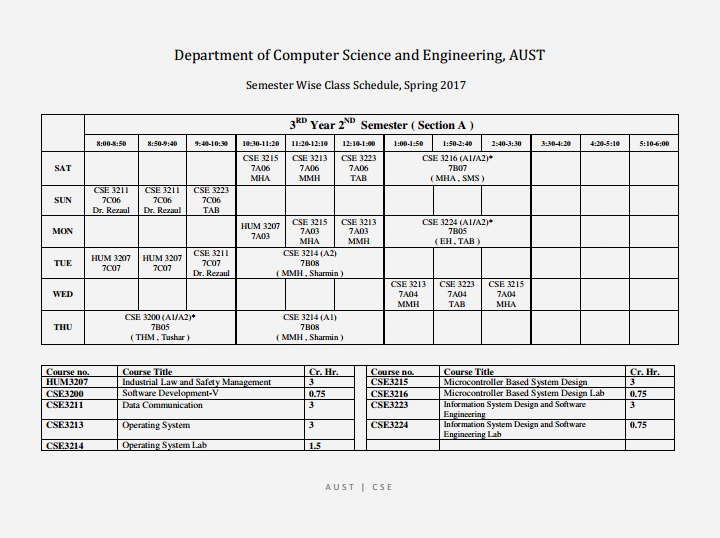 Department of Computer Science and Engineering, AUST
Semester Wise Class Schedule, Spring 2017
3RD Year 2ND Semester ( Section A )
8:00-8:50 8:50-9:40 9:40-10:30 10:30-11:20 11:20-12:10 12:10-1:00 1:00-1:50 1:50-2:40 2:40-3:30 3:30-4:20 4:20-5:10 5:10-6:00
SAT
CSE 3215
7A06
MHA
CSE 3213
7A06
MMH
CSE 3223
7A06
TAB
CSE 3216 (A1/A2)*
7B07
( MHA , SMS )
SUN
CSE 3211
7C06
Dr. Rezaul
CSE 3211
7C06
Dr. Rezaul
CSE 3223
7C06
TAB
MON
HUM 3207
7A03
CSE 3215
7A03
MHA
CSE 3213
7A03
MMH
CSE 3224 (A1/A2)*
7B05
( EH , TAB )
TUE
HUM 3207
7C07
HUM 3207
7C07
CSE 3211
7C07
Dr. Rezaul
CSE 3214 (A2)
7B08
( MMH , Sharmin )
WED
CSE 3213
7A04
MMH
CSE 3223
7A04
TAB
CSE 3215
7A04
MHA
THU
CSE 3200 (A1/A2)*
7B05
( THM , Tushar )
CSE 3214 (A1)
7B08
( MMH , Sharmin )
Course no. Course Title Cr. Hr.
HUM3207 Industrial Law and Safety Management 3
CSE3200 Software Development-V 0.75
CSE3211 Data Communication 3
CSE3213 Operating System 3
CSE3214 Operating System Lab 1.5
Course no. Course Title Cr. Hr.
CSE3215 Microcontroller Based System Design 3
CSE3216 Microcontroller Based System Design Lab 0.75
CSE3223 Information System Design and Software 3
Engineering
CSE3224 Information System Design and Software 0.75
Engineering Lab
AUST | CSE